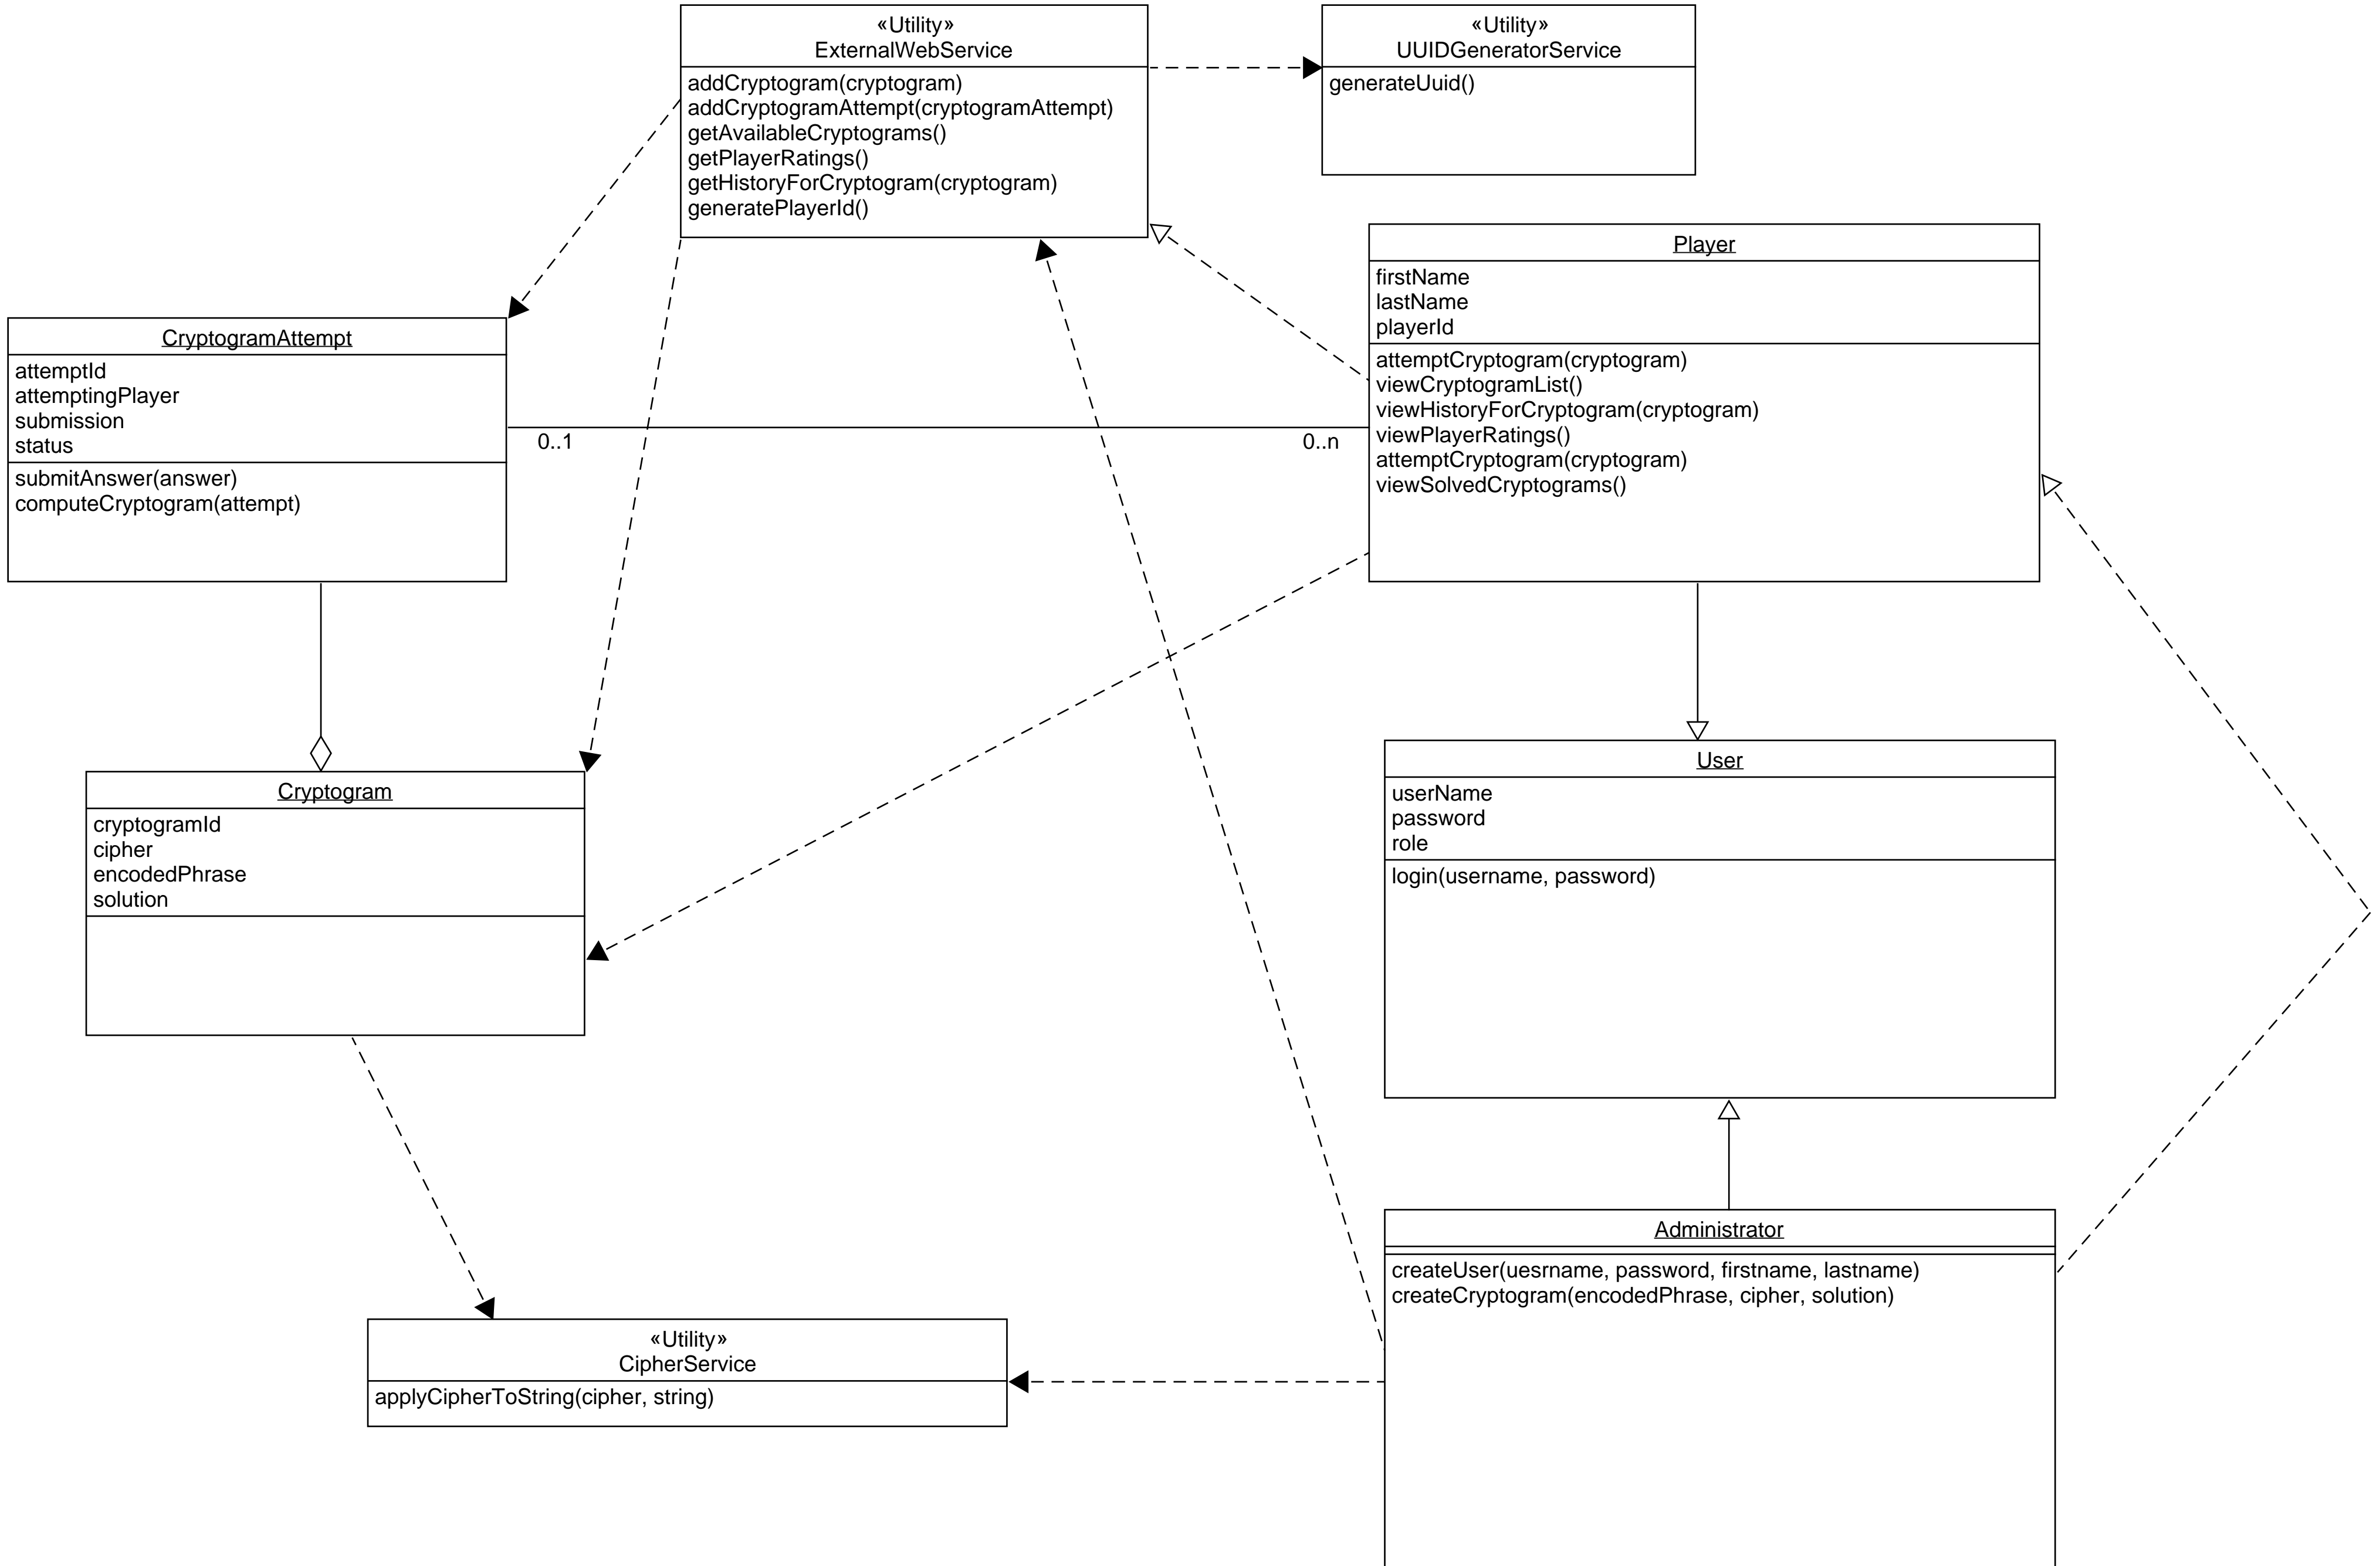 «Utility»
ExternalWebService
addCryptogram(cryptogram)
addCryptogramAttempt(cryptogramAttempt)
getAvailableCryptograms()
getPlayerRatings()
getHistoryForCryptogram(cryptogram)
generatePlayerId()
«Utility»
UUIDGeneratorService
generateUuid()
Player
firstName
lastName
playerId
attemptCryptogram(cryptogram)
viewCryptogramList()
viewHistoryForCryptogram(cryptogram)
viewPlayerRatings()
attemptCryptogram(cryptogram)
viewSolvedCryptograms()
CryptogramAttempt
attemptId
attemptingPlayer
submission
status
submitAnswer(answer)
computeCryptogram(attempt)
0..1
0..n
User
userName
password
role
login(username, password)
Cryptogram
cryptogramId
cipher
encodedPhrase
solution
Administrator
createUser(uesrname, password, firstname, lastname)
createCryptogram(encodedPhrase, cipher, solution)
«Utility»
CipherService
applyCipherToString(cipher, string)